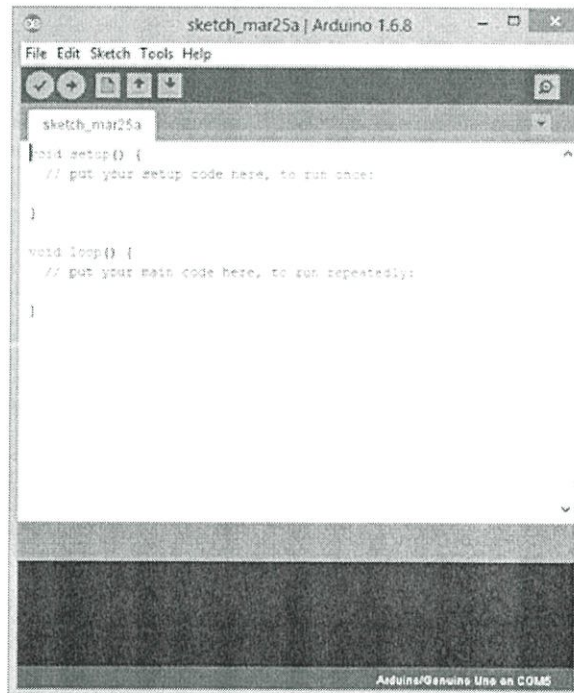 sketch_mar25a | Arduino 1.6.8
File Edit Sketch Tools Help
sketch_mar25a
void setup() {
// put your setup code here, to run once:
}
void loop() {
// put your main code here, to run repeatedly:
}
Arduino/Genuino Uno on COM5